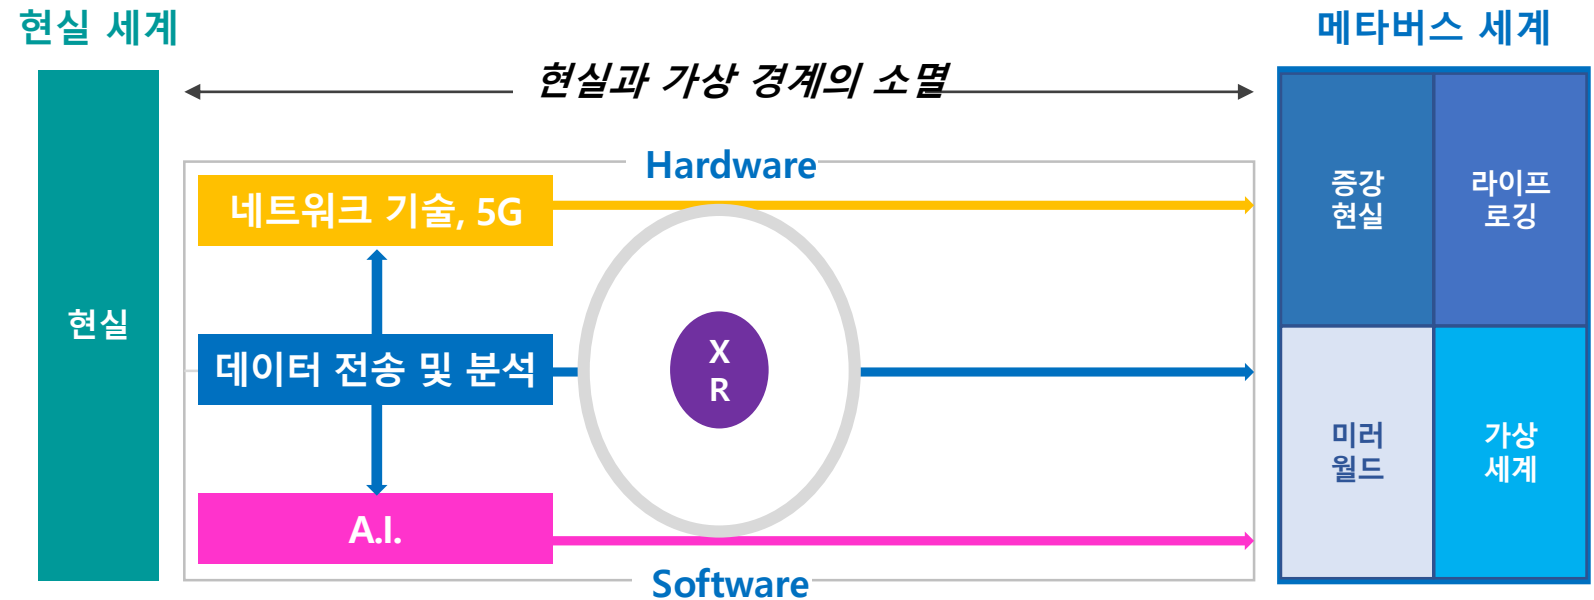 현실 세계
메타버스 세계
현실과 가상 경계의 소멸
Hardware
네트워크 기술, 5G
증강
현실
라이프
로깅
현실
데이터 전송 및 분석
X
R
미러
월드
가상
세계
A.I.
Software